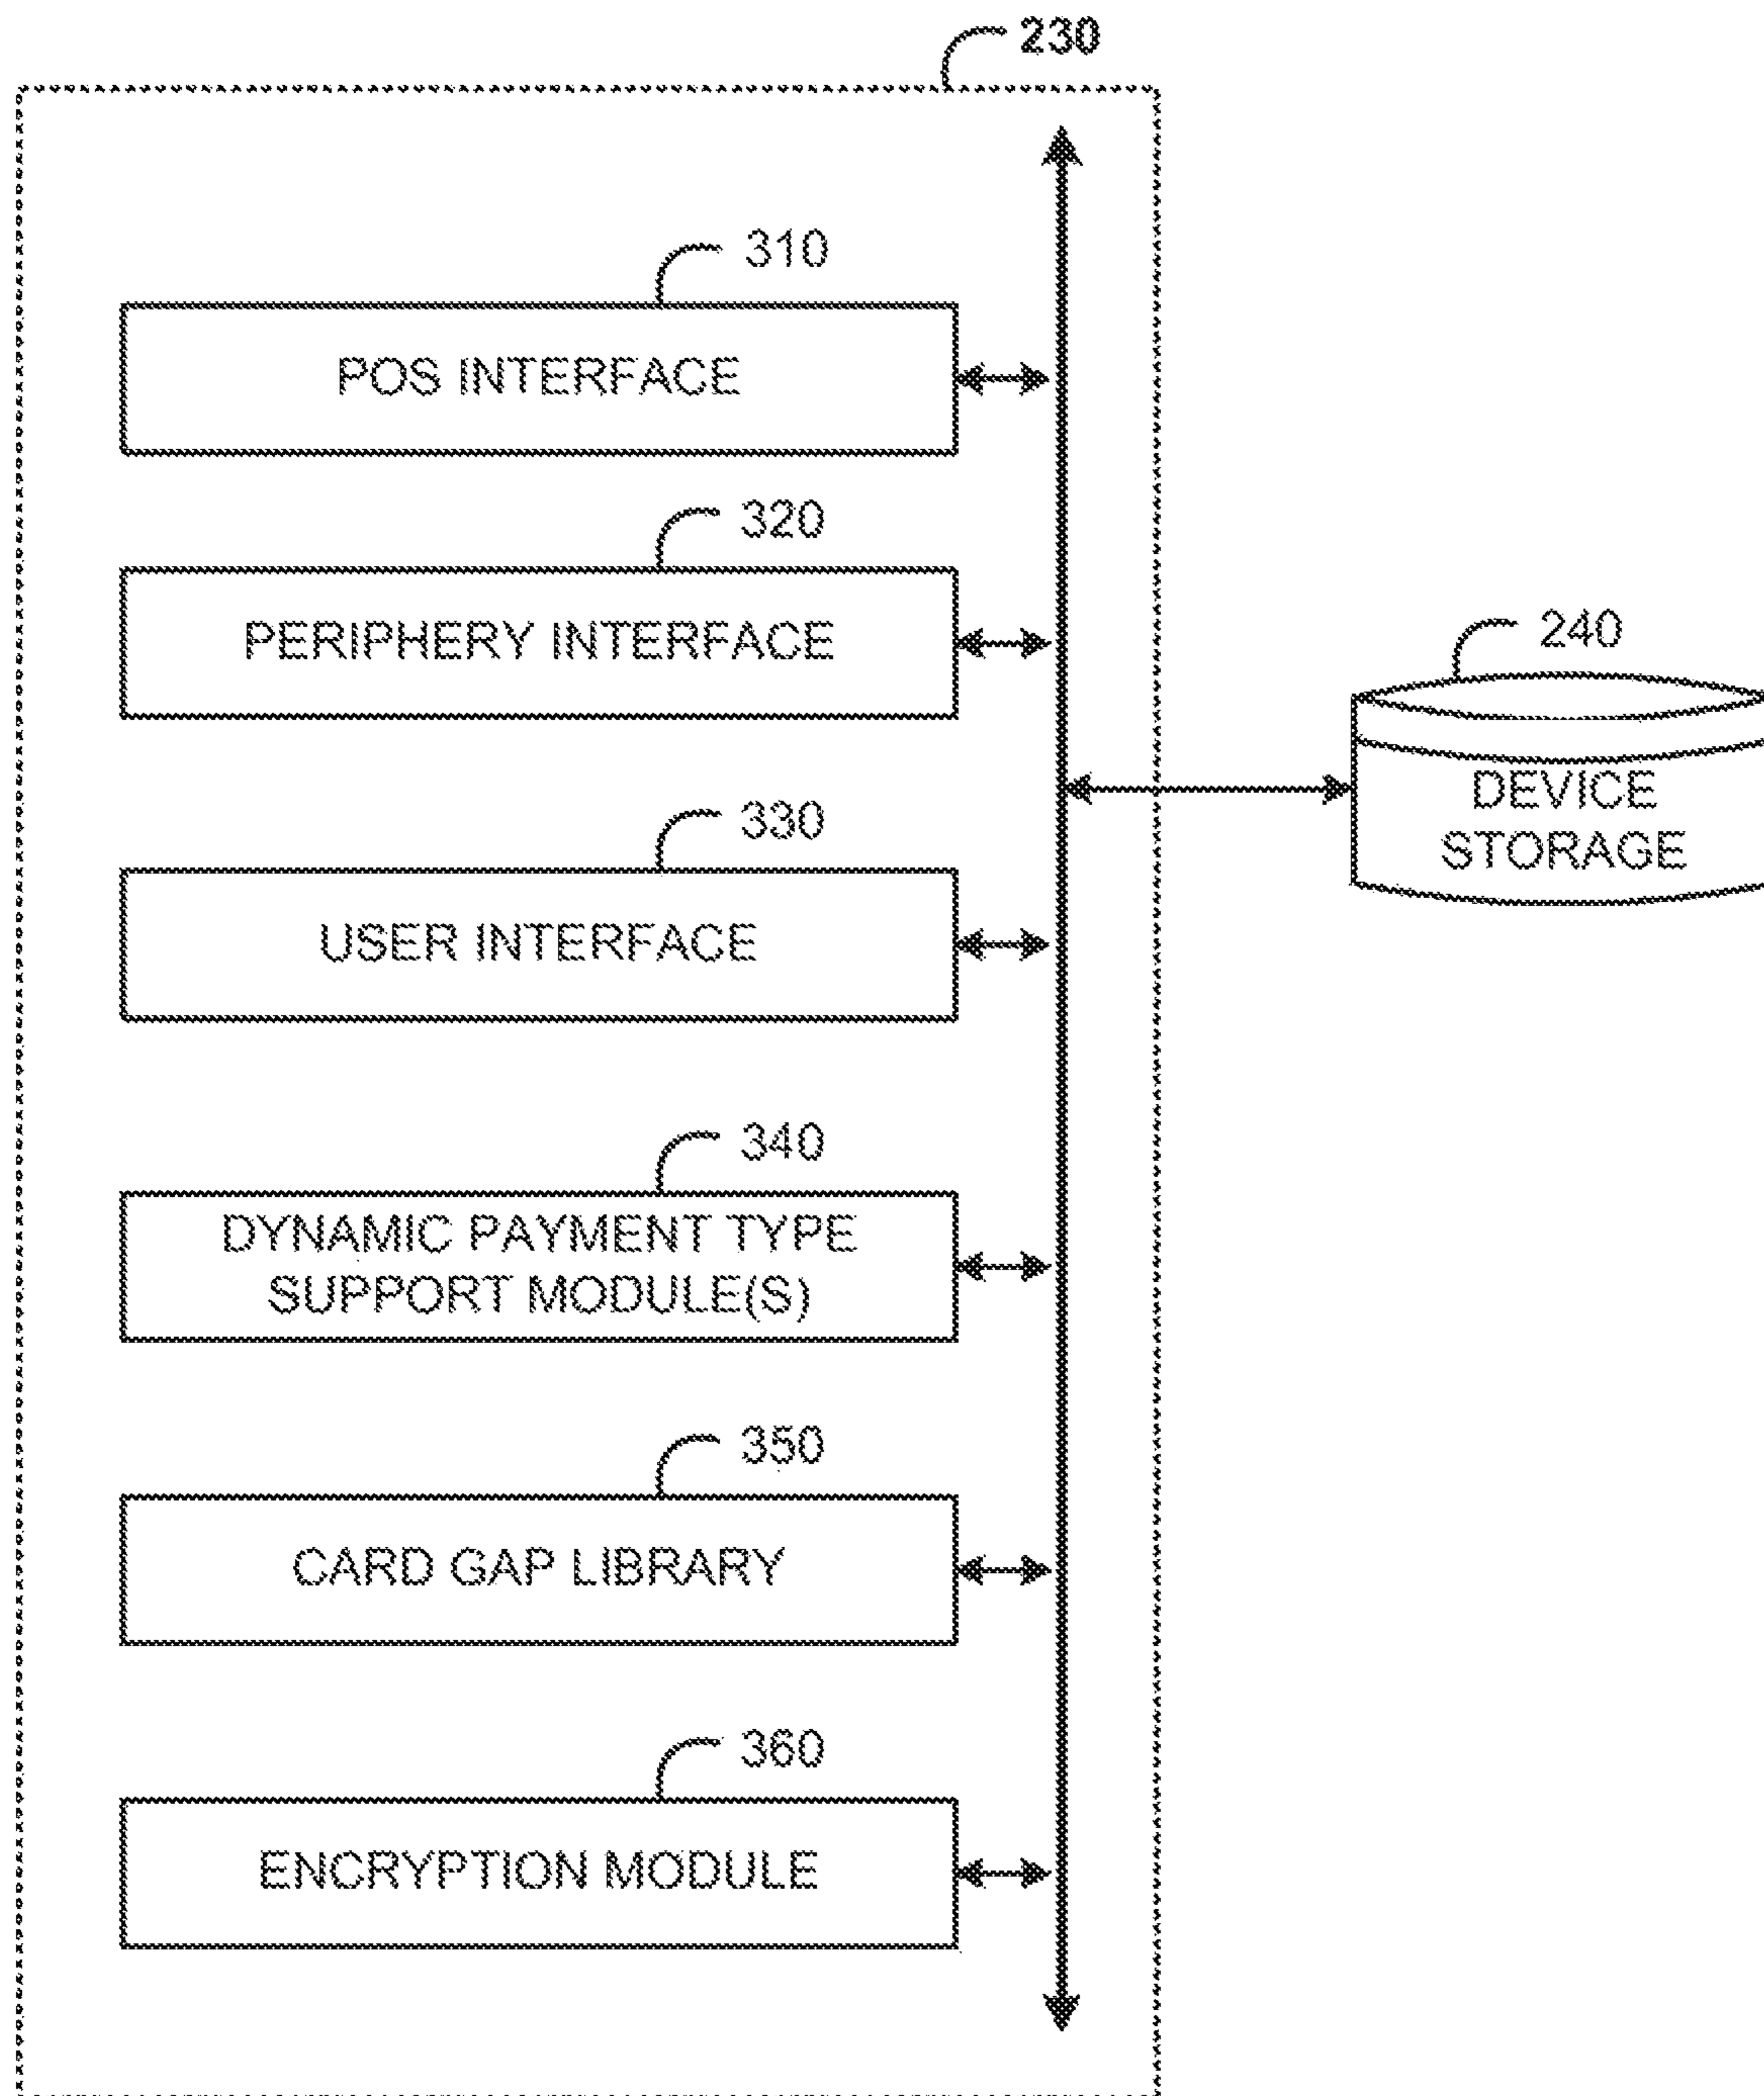 230
310
POS INTERFACE
320
PERIPHERY INTERFACE
240
DEVICE
STORAGE
330
USER INTERFACE
340
DYNAMIC PAYMENT TYPE
SUPPORT MODULE(S)
350
CARD GAP LIBRARY
360
ENCRYPTION MODULE